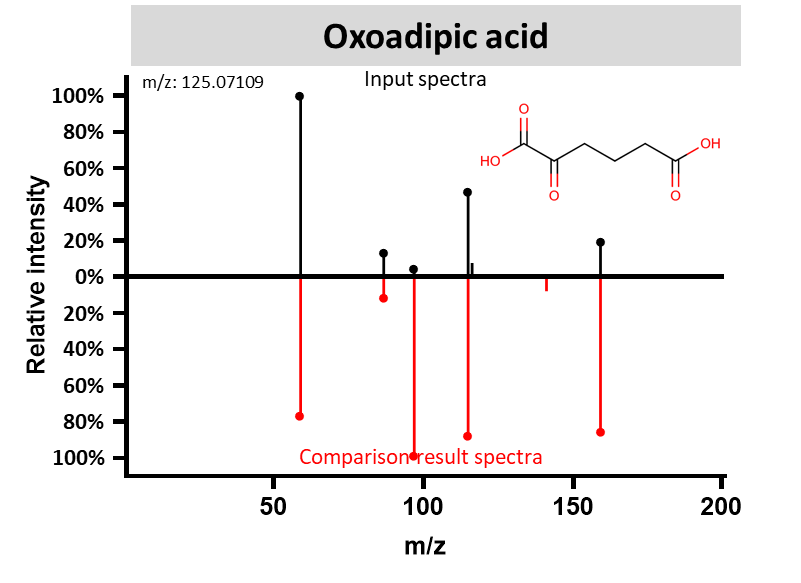 Oxoadipic acid
m/z: 125.07109
Input spectra
100%
80%
60%
40%
20%
0%
20%
40%
60%
80%
100%
Relative intensity
O
HO
O
OH
O
Comparison result spectra
50
100
150
200
m/z